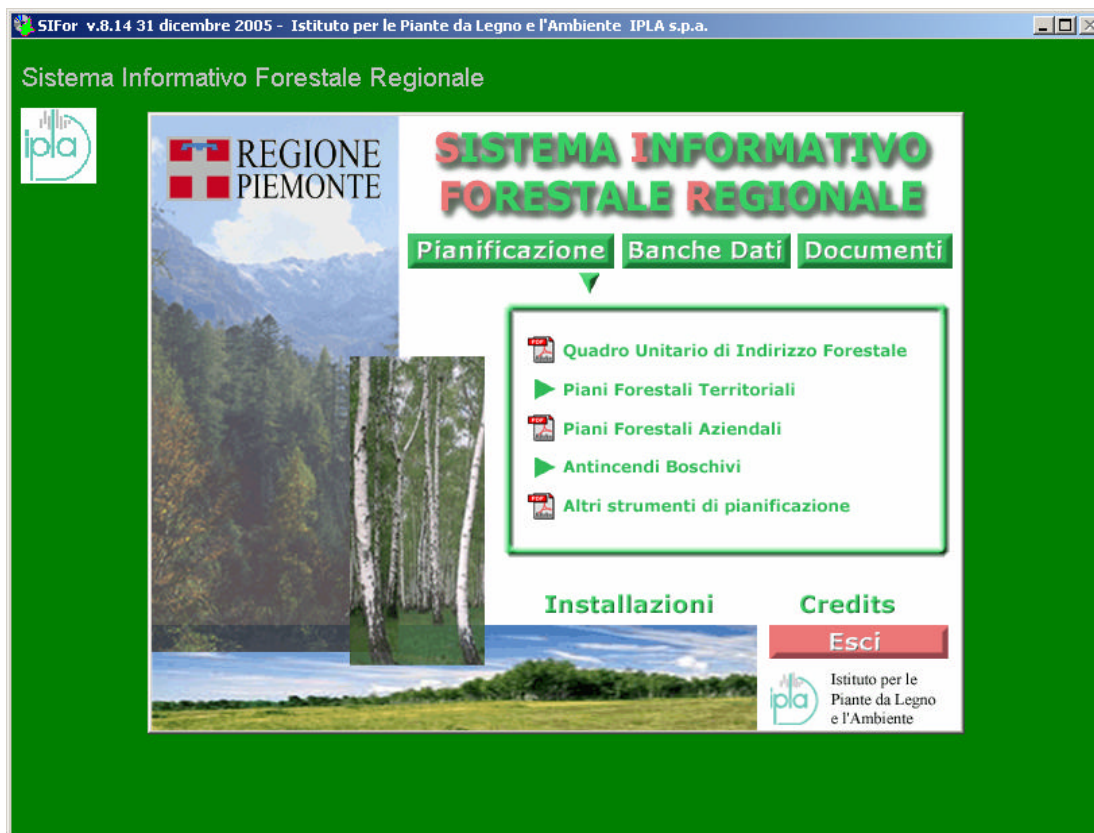 SIFor v.8.14 31 dicembre 2005 - Istituto per le Piante da Legno e l'Ambiente IPLA s.p.a.
Sistema Informativo Forestale Regionale
ipla
REGIONE
PIEMONTE
SISTEMA INFORMATIVO
FORESTALE REGIONALE
Pianificazione
Banche Dati
Documenti
PDF
Quadro Unitario di Indirizzo Forestale
Piani Forestali Territoriali
PDF
Piani Forestali Aziendali
Antincendi Boschivi
PDF
Altri strumenti di pianificazione
Installazioni
Credits
Esci
ipla
Istituto per le
Piante da Legno
e l'Ambiente